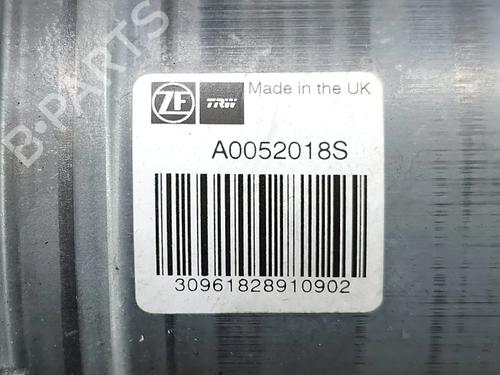 B-PARTS
ZF TRW Made in the UK
A0052018S
30961828910902